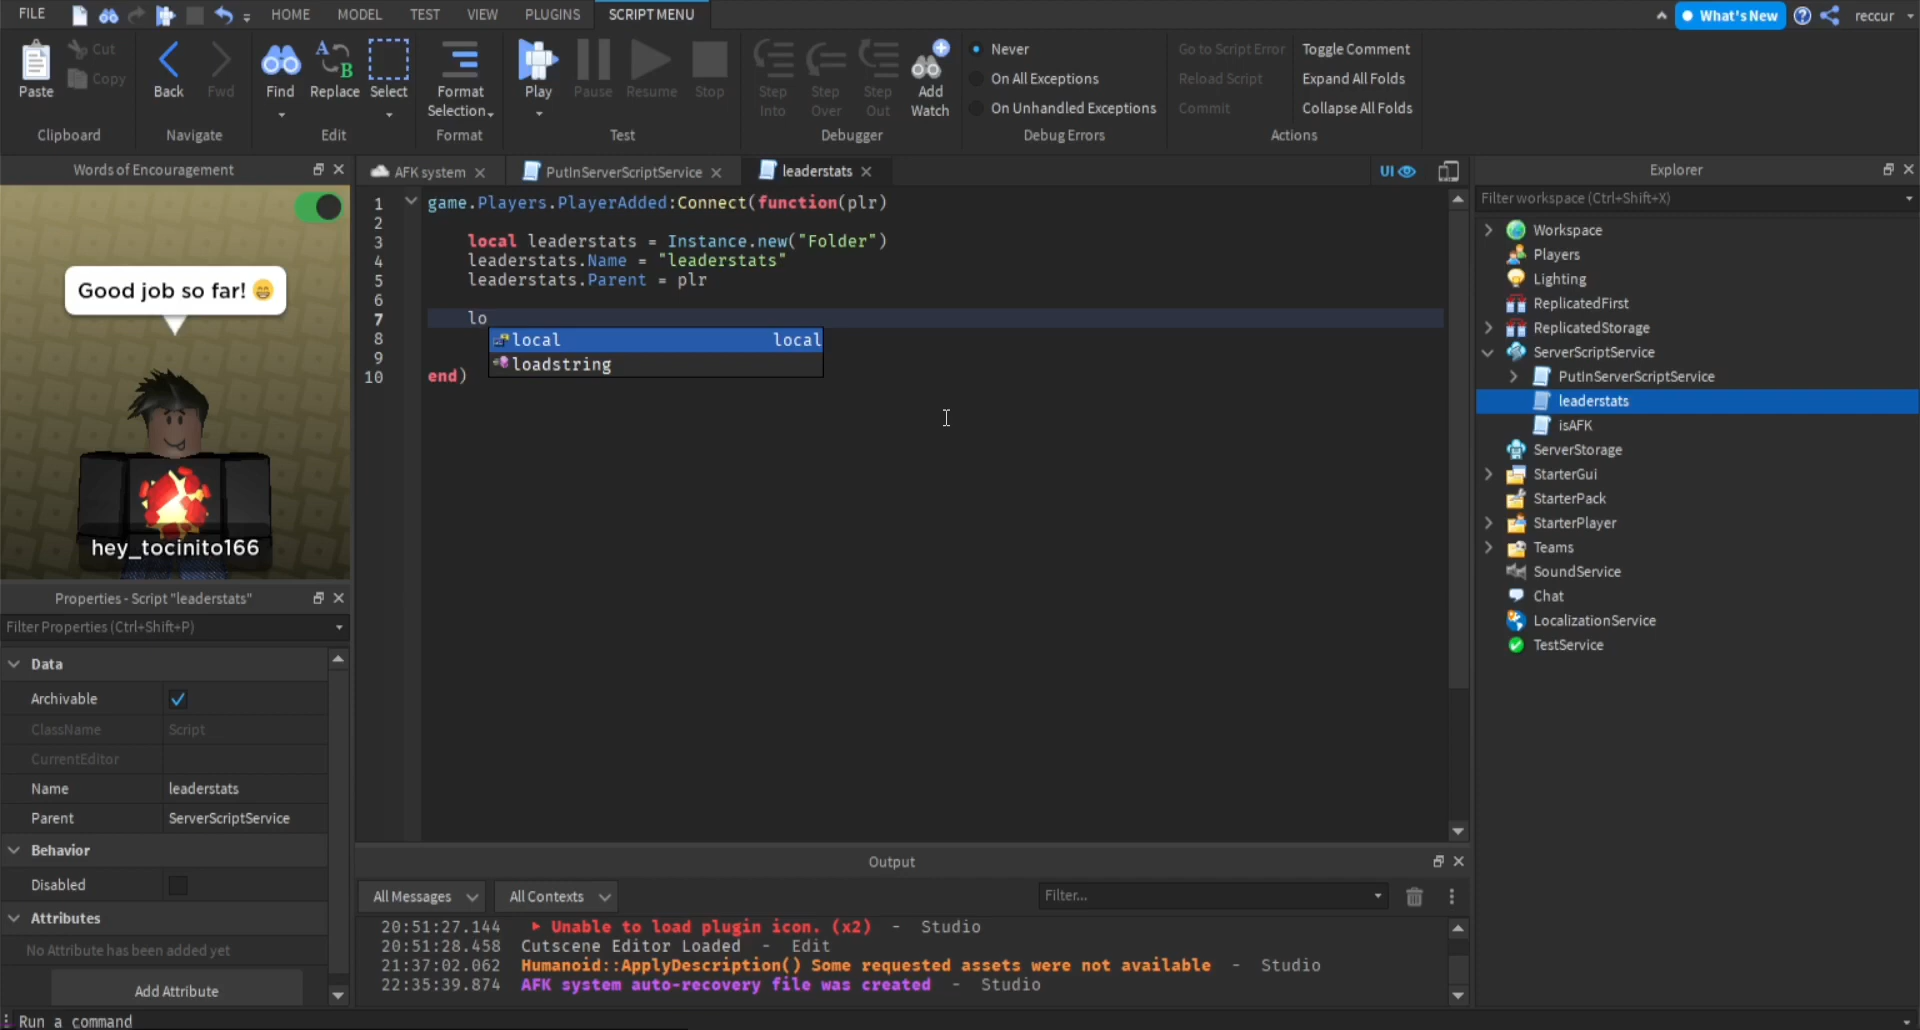 FILE HOME MODEL TEST VIEW PLUGINS SCRIPT MENU What's New reccur
Paste Cut Copy Back Fwd Find Replace Select Format Selection Play Pause Resume Stop Step Into Step Over Step Out Add Watch
Never
On All Exceptions
On Unhandled Exceptions
Go to Script Error Toggle Comment
Reload Script Expand All Folds
Commit Collapse All Folds
Clipboard Navigate Edit Format Test Debugger Debug Errors Actions
Words of Encouragement
Good job so far! 😁
hey_tocinito166
Properties - Script "leaderstats"
Filter Properties (Ctrl+Shift+P)
Data
Archivable
ClassName Script
CurrentEditor
Name leaderstats
Parent ServerScriptService
Behavior
Disabled
Attributes
No Attribute has been added yet
Add Attribute
Run a command
AFK system PutInServerScriptService leaderstats UI
1 game.Players.PlayerAdded:Connect(function(plr)
2
3 local leaderstats = Instance.new("Folder")
4 leaderstats.Name = "leaderstats"
5 leaderstats.Parent = plr
6
7 lo
8
9
10 end)
local local
loadstring
Output
All Messages All Contexts Filter...
20:51:27.144 Unable to load plugin icon. (x2) - Studio
20:51:28.458 Cutscene Editor Loaded - Edit
21:37:02.062 Humanoid::ApplyDescription() Some requested assets were not available - Studio
22:35:39.874 AFK system auto-recovery file was created - Studio
Explorer
Filter workspace (Ctrl+Shift+X)
Workspace
Players
Lighting
ReplicatedFirst
ReplicatedStorage
ServerScriptService
PutInServerScriptService
leaderstats
isAFK
ServerStorage
StarterGui
StarterPack
StarterPlayer
Teams
SoundService
Chat
LocalizationService
TestService